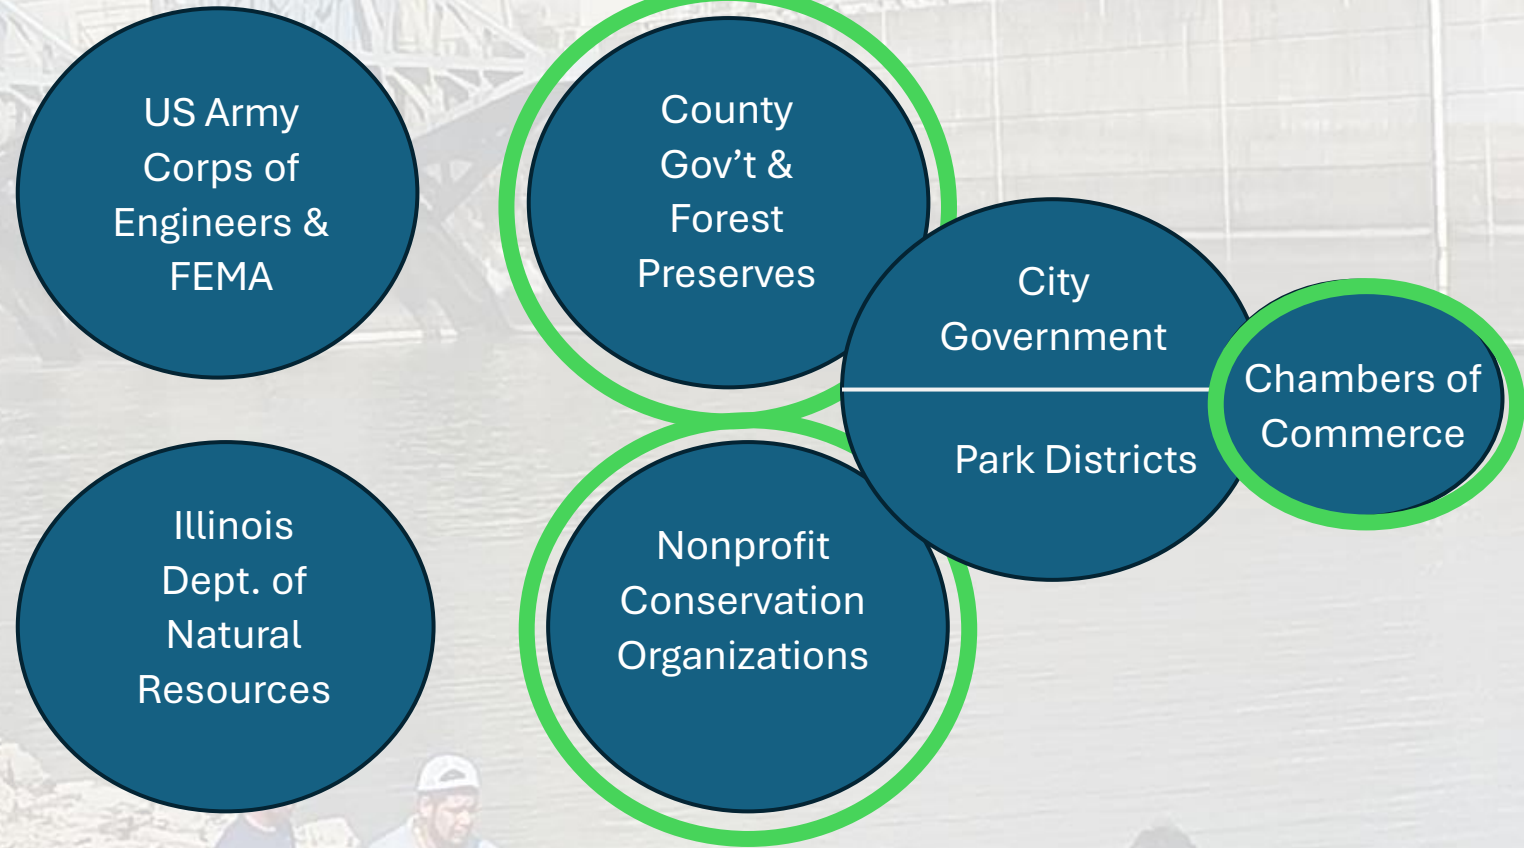 US Army
Corps of
Engineers &
FEMA
County
Gov’t &
Forest
Preserves
City
Government
Park Districts
Chambers of
Commerce
Illinois
Dept. of
Natural
Resources
Nonprofit
Conservation
Organizations